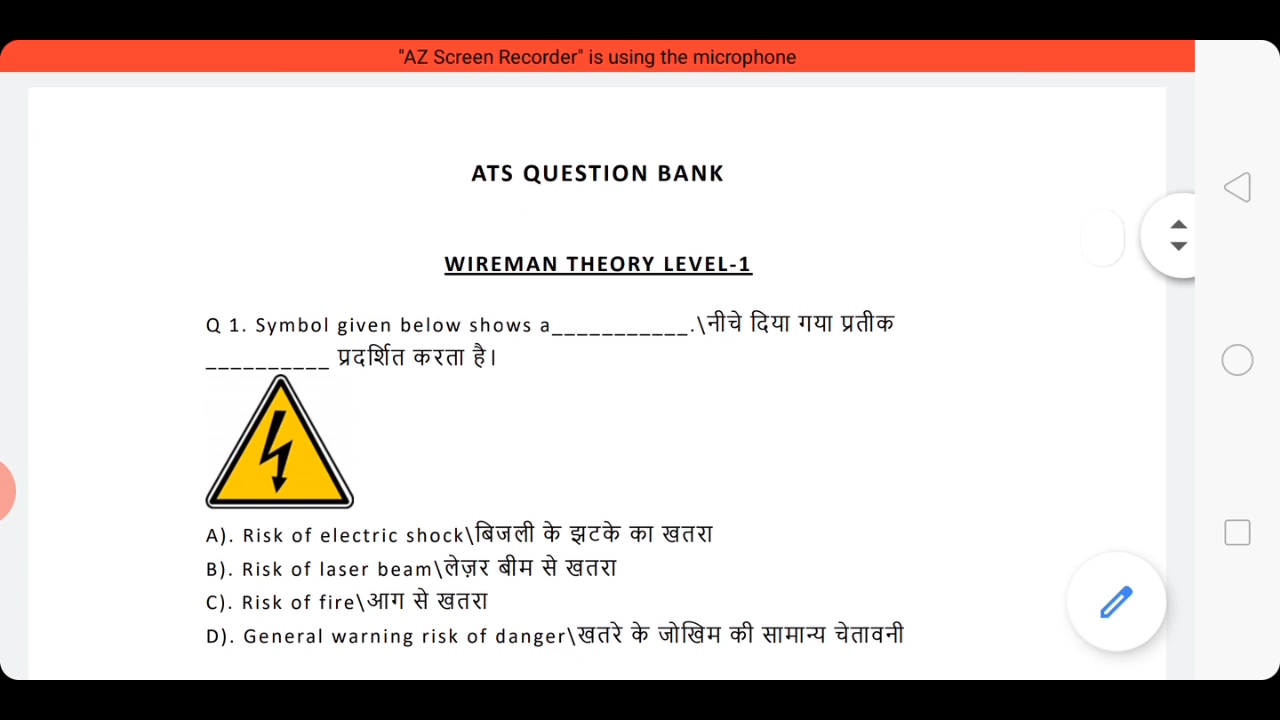 "AZ Screen Recorder" is using the microphone
ATS QUESTION BANK
WIREMAN THEORY LEVEL-1
Q 1. Symbol given below shows a___________.\नीचे दिया गया प्रतीक
__________ प्रदर्शित करता है।
A). Risk of electric shock\बिजली के झटके का खतरा
B). Risk of laser beam\लेज़र बीम से खतरा
C). Risk of fire\आग से खतरा
D). General warning risk of danger\खतरे के जोखिम की सामान्य चेतावनी